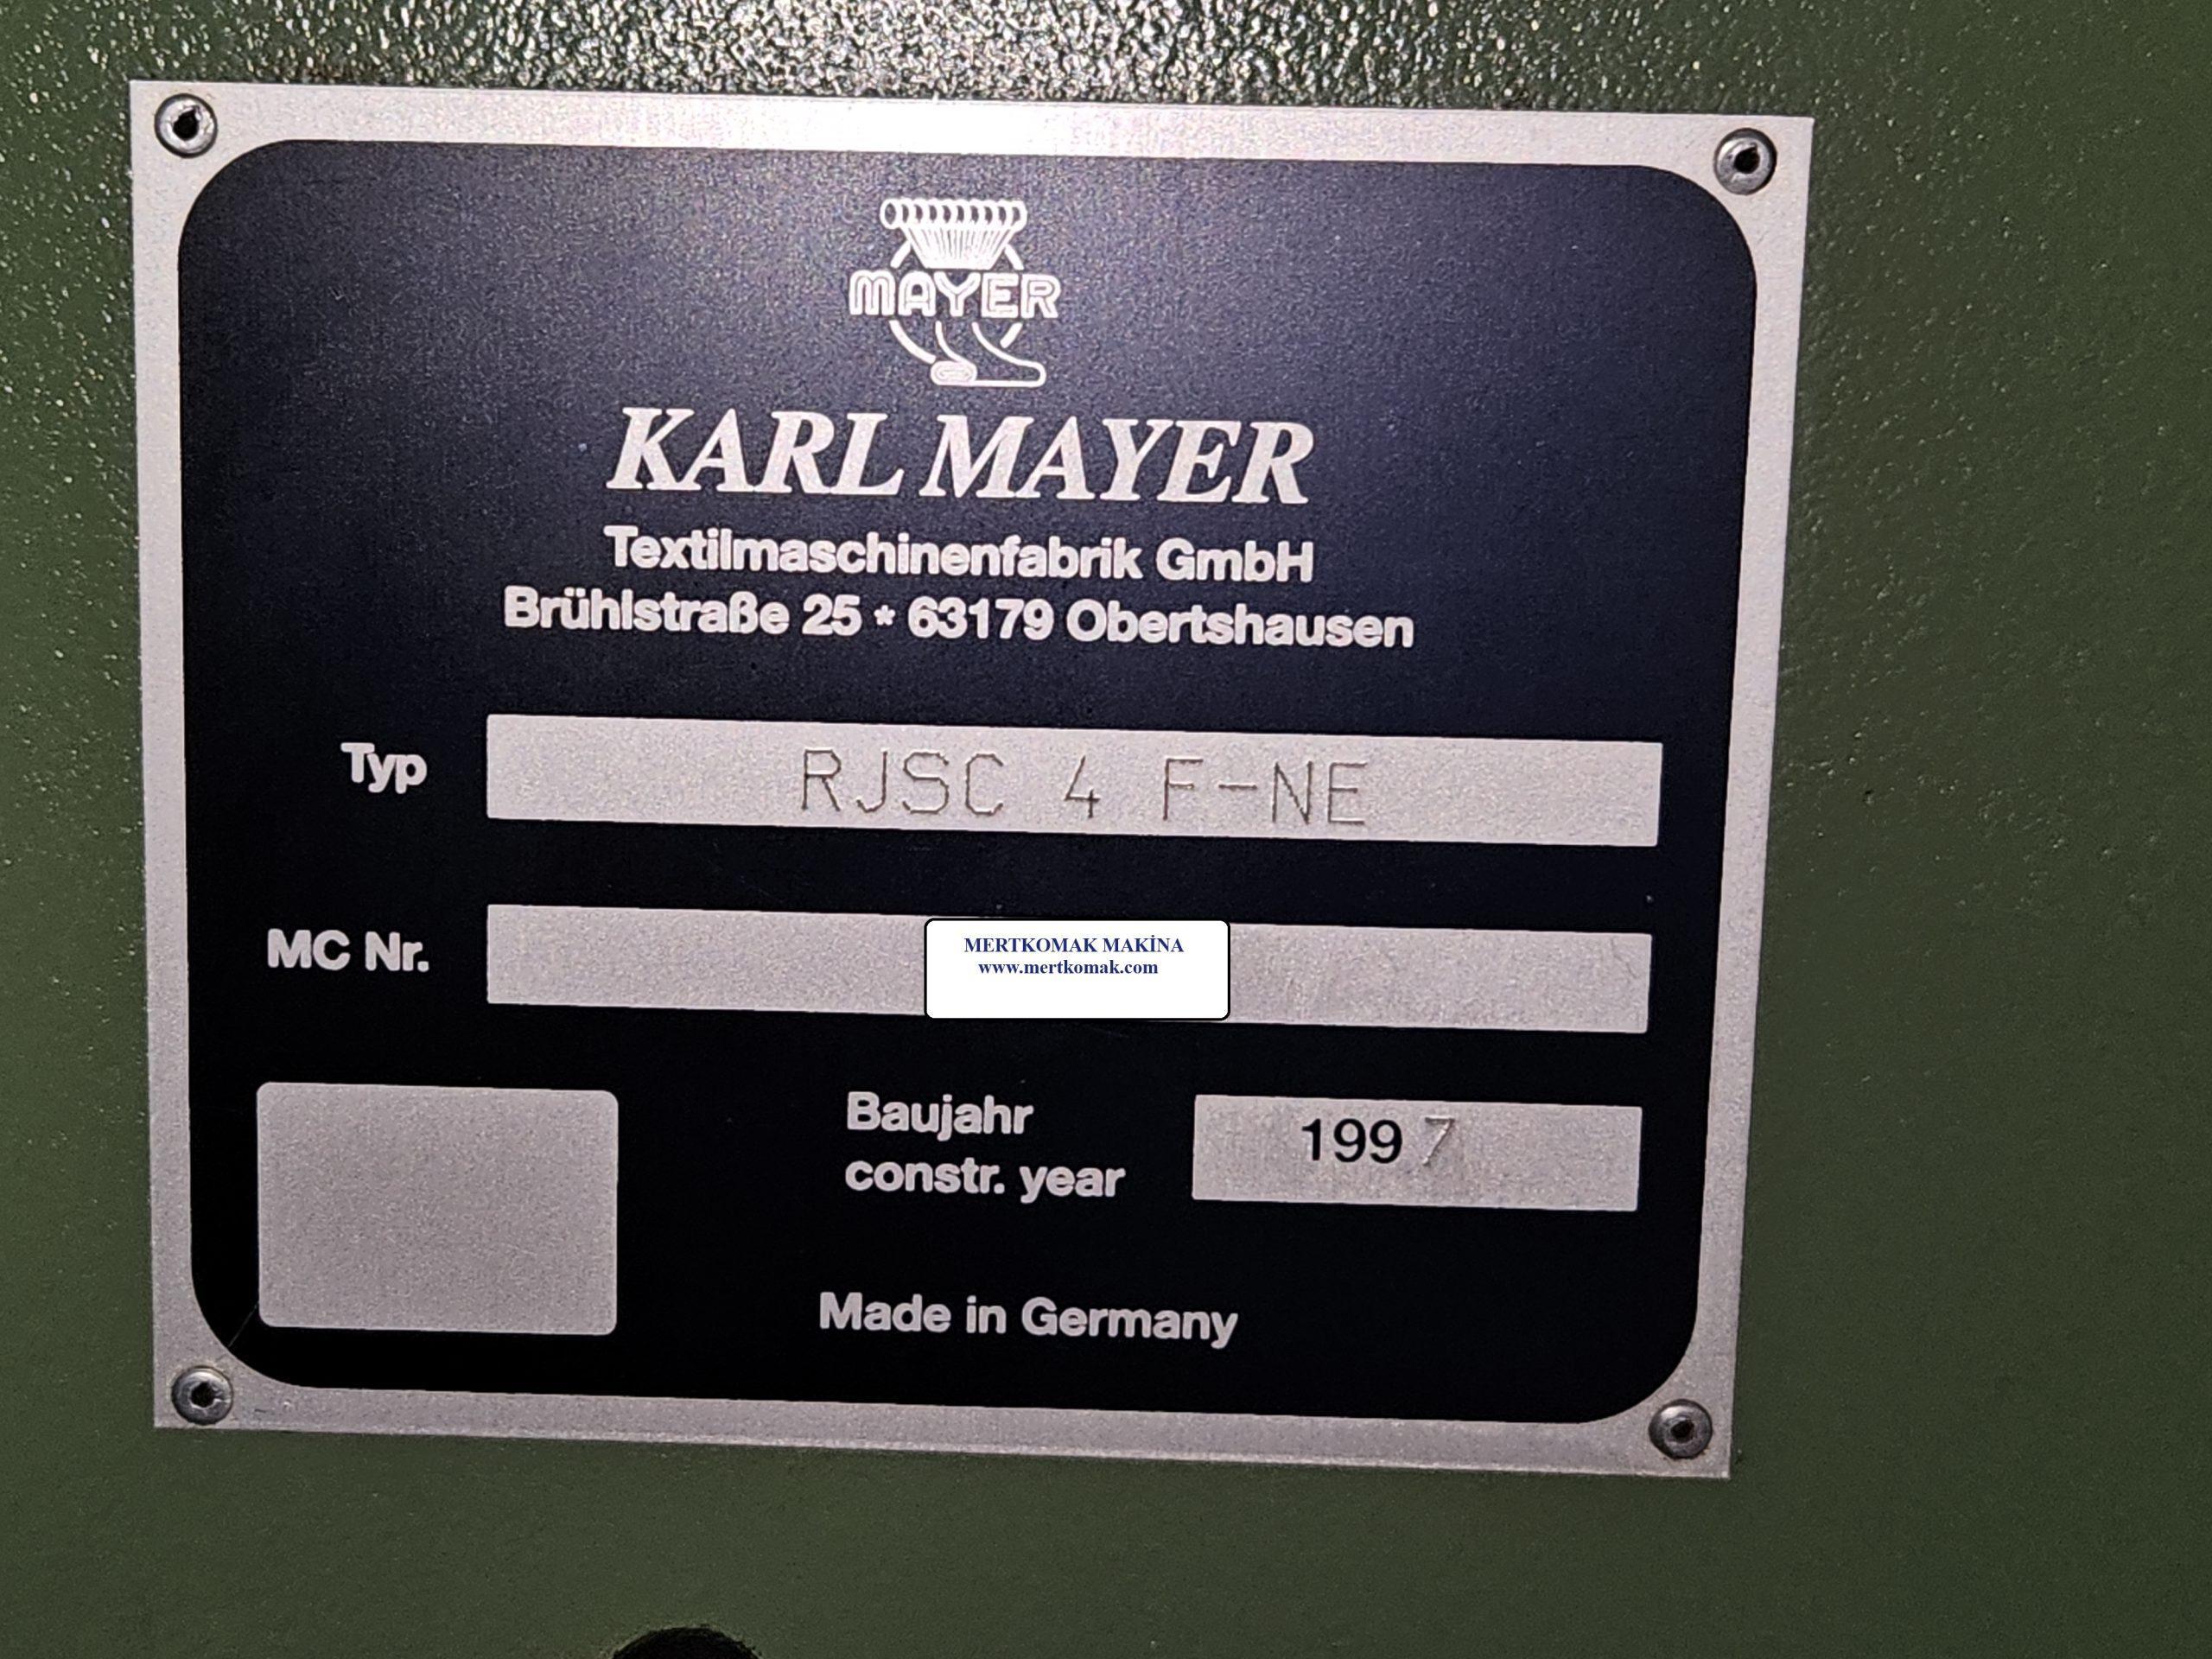 MAYER
KARL MAYER
Textilmaschinenfabrik GmbH
Brühlstraße 25 * 63179 Obertshausen
Typ RJSC 4 F-NE
MC Nr. MERTKOMAK MAKİNA
www.mertkomak.com
Baujahr
constr. year 1997
Made in Germany